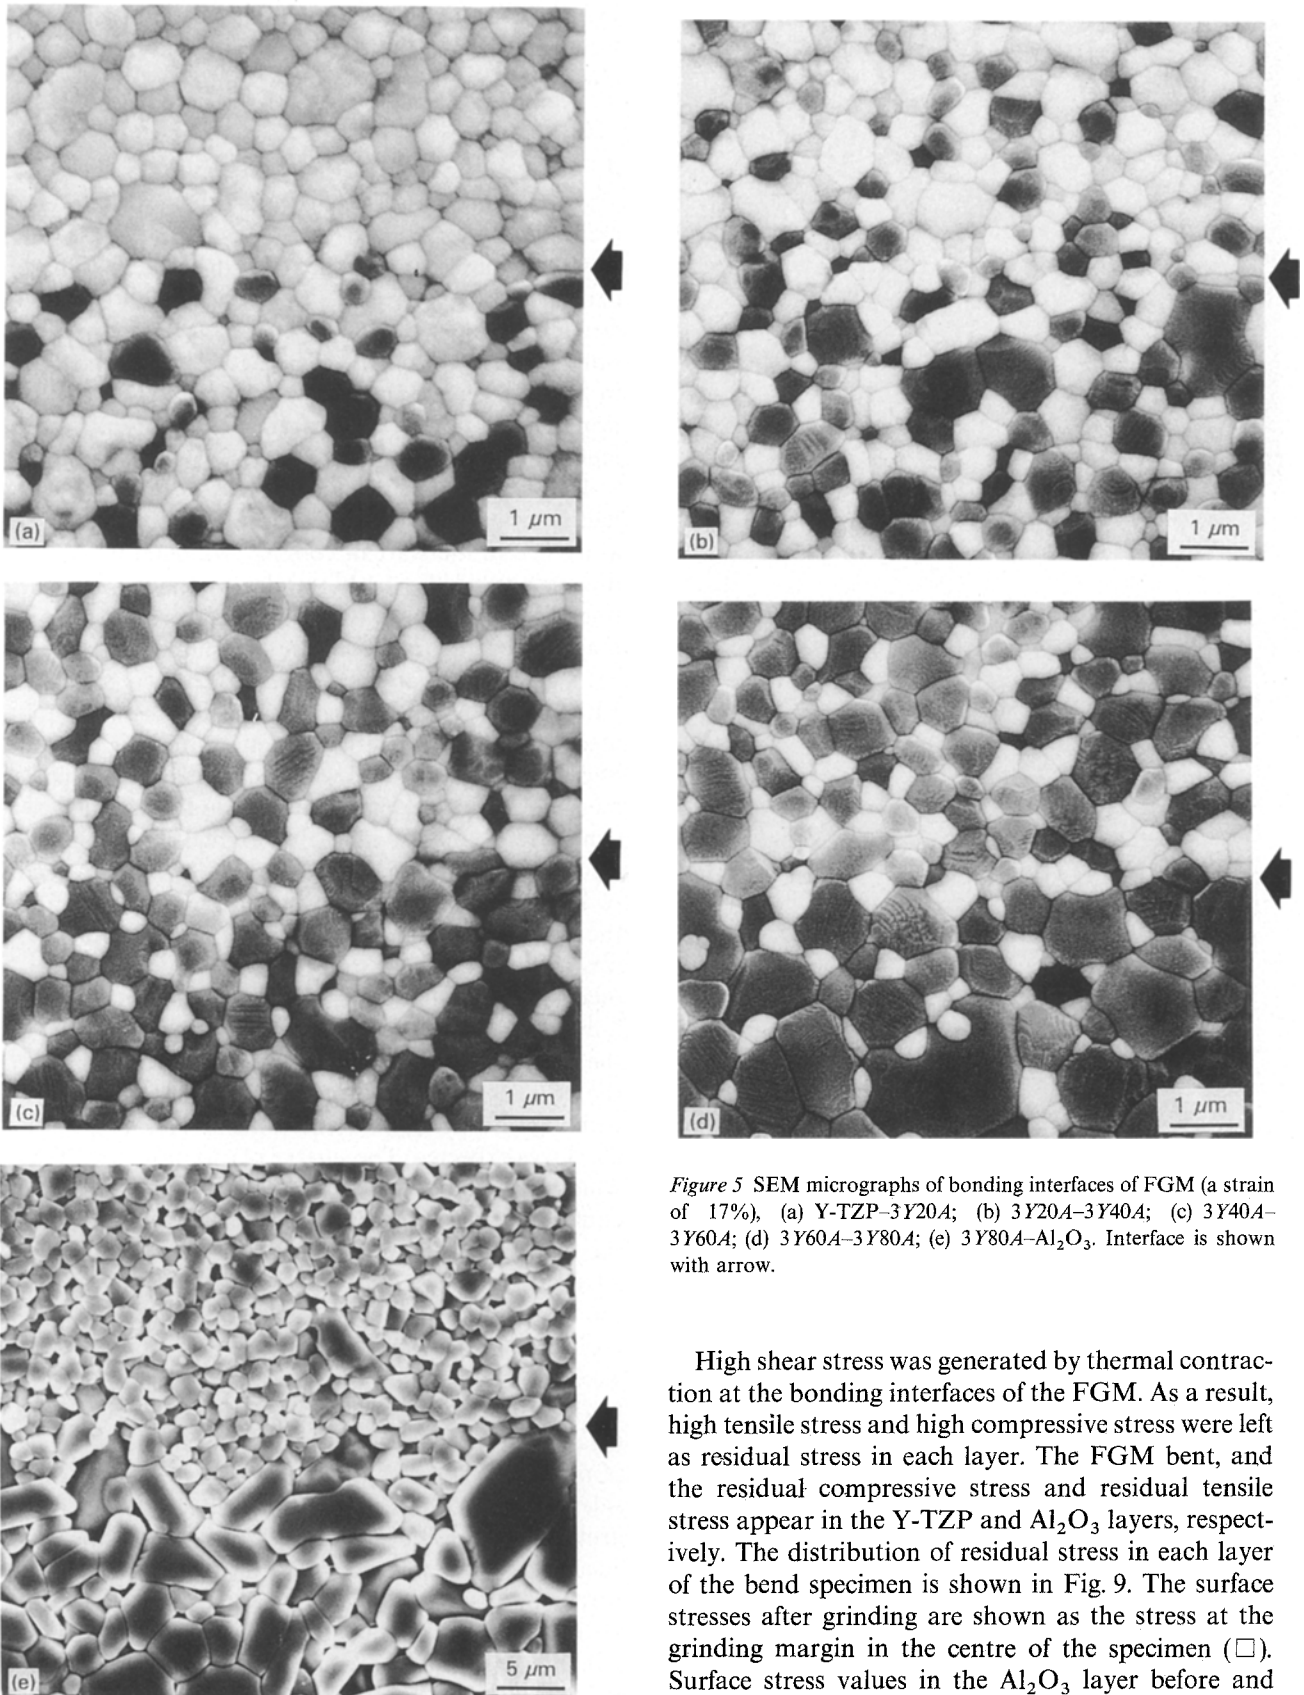 (a)
1 μm
(b)
1 μm
(c)
1 μm
(d)
1 μm
(e)
5 μm
Figure 5 SEM micrographs of bonding interfaces of FGM (a strain
of 17%), (a) Y-TZP–3Y20A; (b) 3Y20A–3Y40A; (c) 3Y40A–
3Y60A; (d) 3Y60A–3Y80A; (e) 3Y80A–Al₂O₃. Interface is shown
with arrow.
High shear stress was generated by thermal contrac-
tion at the bonding interfaces of the FGM. As a result,
high tensile stress and high compressive stress were left
as residual stress in each layer. The FGM bent, and
the residual compressive stress and residual tensile
stress appear in the Y-TZP and Al₂O₃ layers, respect-
ively. The distribution of residual stress in each layer
of the bend specimen is shown in Fig. 9. The surface
stresses after grinding are shown as the stress at the
grinding margin in the centre of the specimen (□).
Surface stress values in the Al₂O₃ layer before and